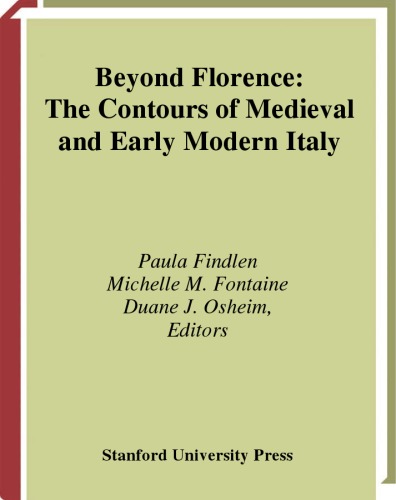 Beyond Florence:
The Contours of Medieval
and Early Modern Italy
Paula Findlen
Michelle M. Fontaine
Duane J. Osheim,
Editors
Stanford University Press